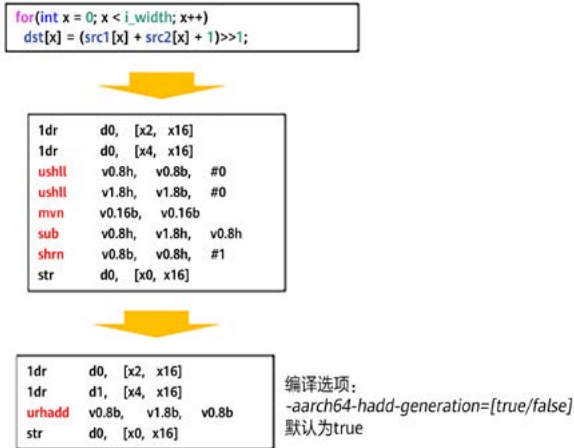 for(int x = 0; x < i_width; x++)
dst[x] = (src1[x] + src2[x] + 1)>>1;
1dr d0, [x2, x16]
1dr d0, [x4, x16]
ushll v0.8h, v0.8b, #0
ushll v1.8h, v1.8b, #0
mvn v0.16b, v0.16b
sub v0.8h, v1.8h, v0.8h
shrn v0.8b, v0.8h, #1
str d0, [x0, x16]
1dr d0, [x2, x16]
1dr d1, [x4, x16]
urhadd v0.8b, v1.8b, v0.8b
str d0, [x0, x16]
编译选项:
-aarch64-hadd-generation=[true/false]
默认为true